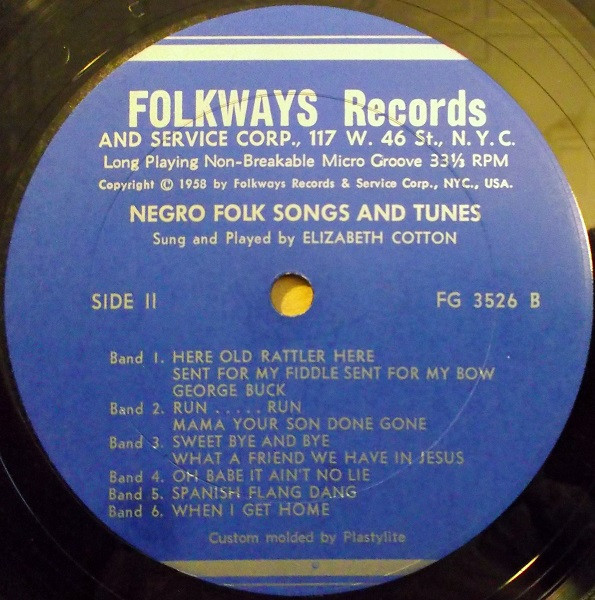 FOLKWAYS Records
AND SERVICE CORP., 117 W. 46 St., N.Y.C.
Long Playing Non-Breakable Micro Groove 33⅓ RPM
Copyright © 1958 by Folkways Records & Service Corp., NYC., USA.
NEGRO FOLK SONGS AND TUNES
Sung and Played by ELIZABETH COTTON
SIDE II FG 3526 B
Band 1. HERE OLD RATTLER HERE
SENT FOR MY FIDDLE SENT FOR MY BOW
GEORGE BUCK
Band 2. RUN . . . . . RUN
MAMA YOUR SON DONE GONE
Band 3. SWEET BYE AND BYE
WHAT A FRIEND WE HAVE IN JESUS
Band 4. OH BABE IT AIN'T NO LIE
Band 5. SPANISH FLANG DANG
Band 6. WHEN I GET HOME
Custom molded by Plastylite